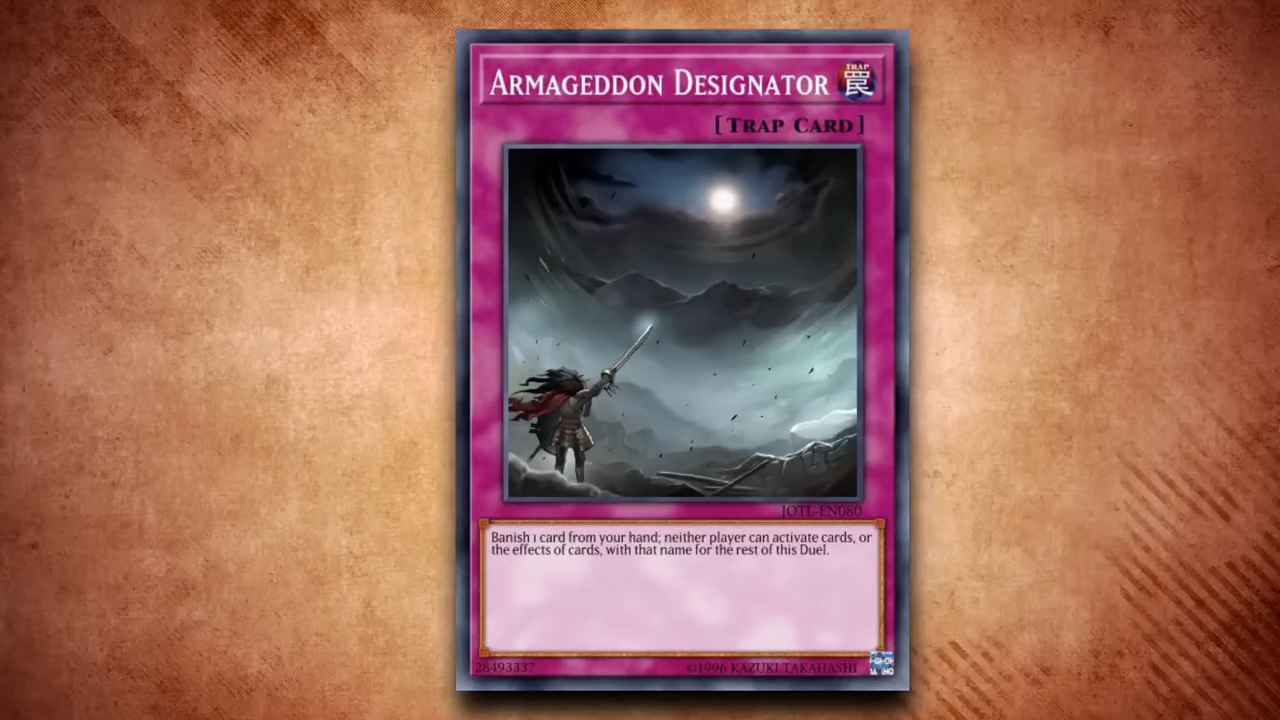 ARMAGEDDON DESIGNATOR
TRAP
罠
[TRAP CARD]
JOTL-EN080
Banish 1 card from your hand; neither player can activate cards, or
the effects of cards, with that name for the rest of this Duel.
28493337
©1996 KAZUKI TAKAHASHI